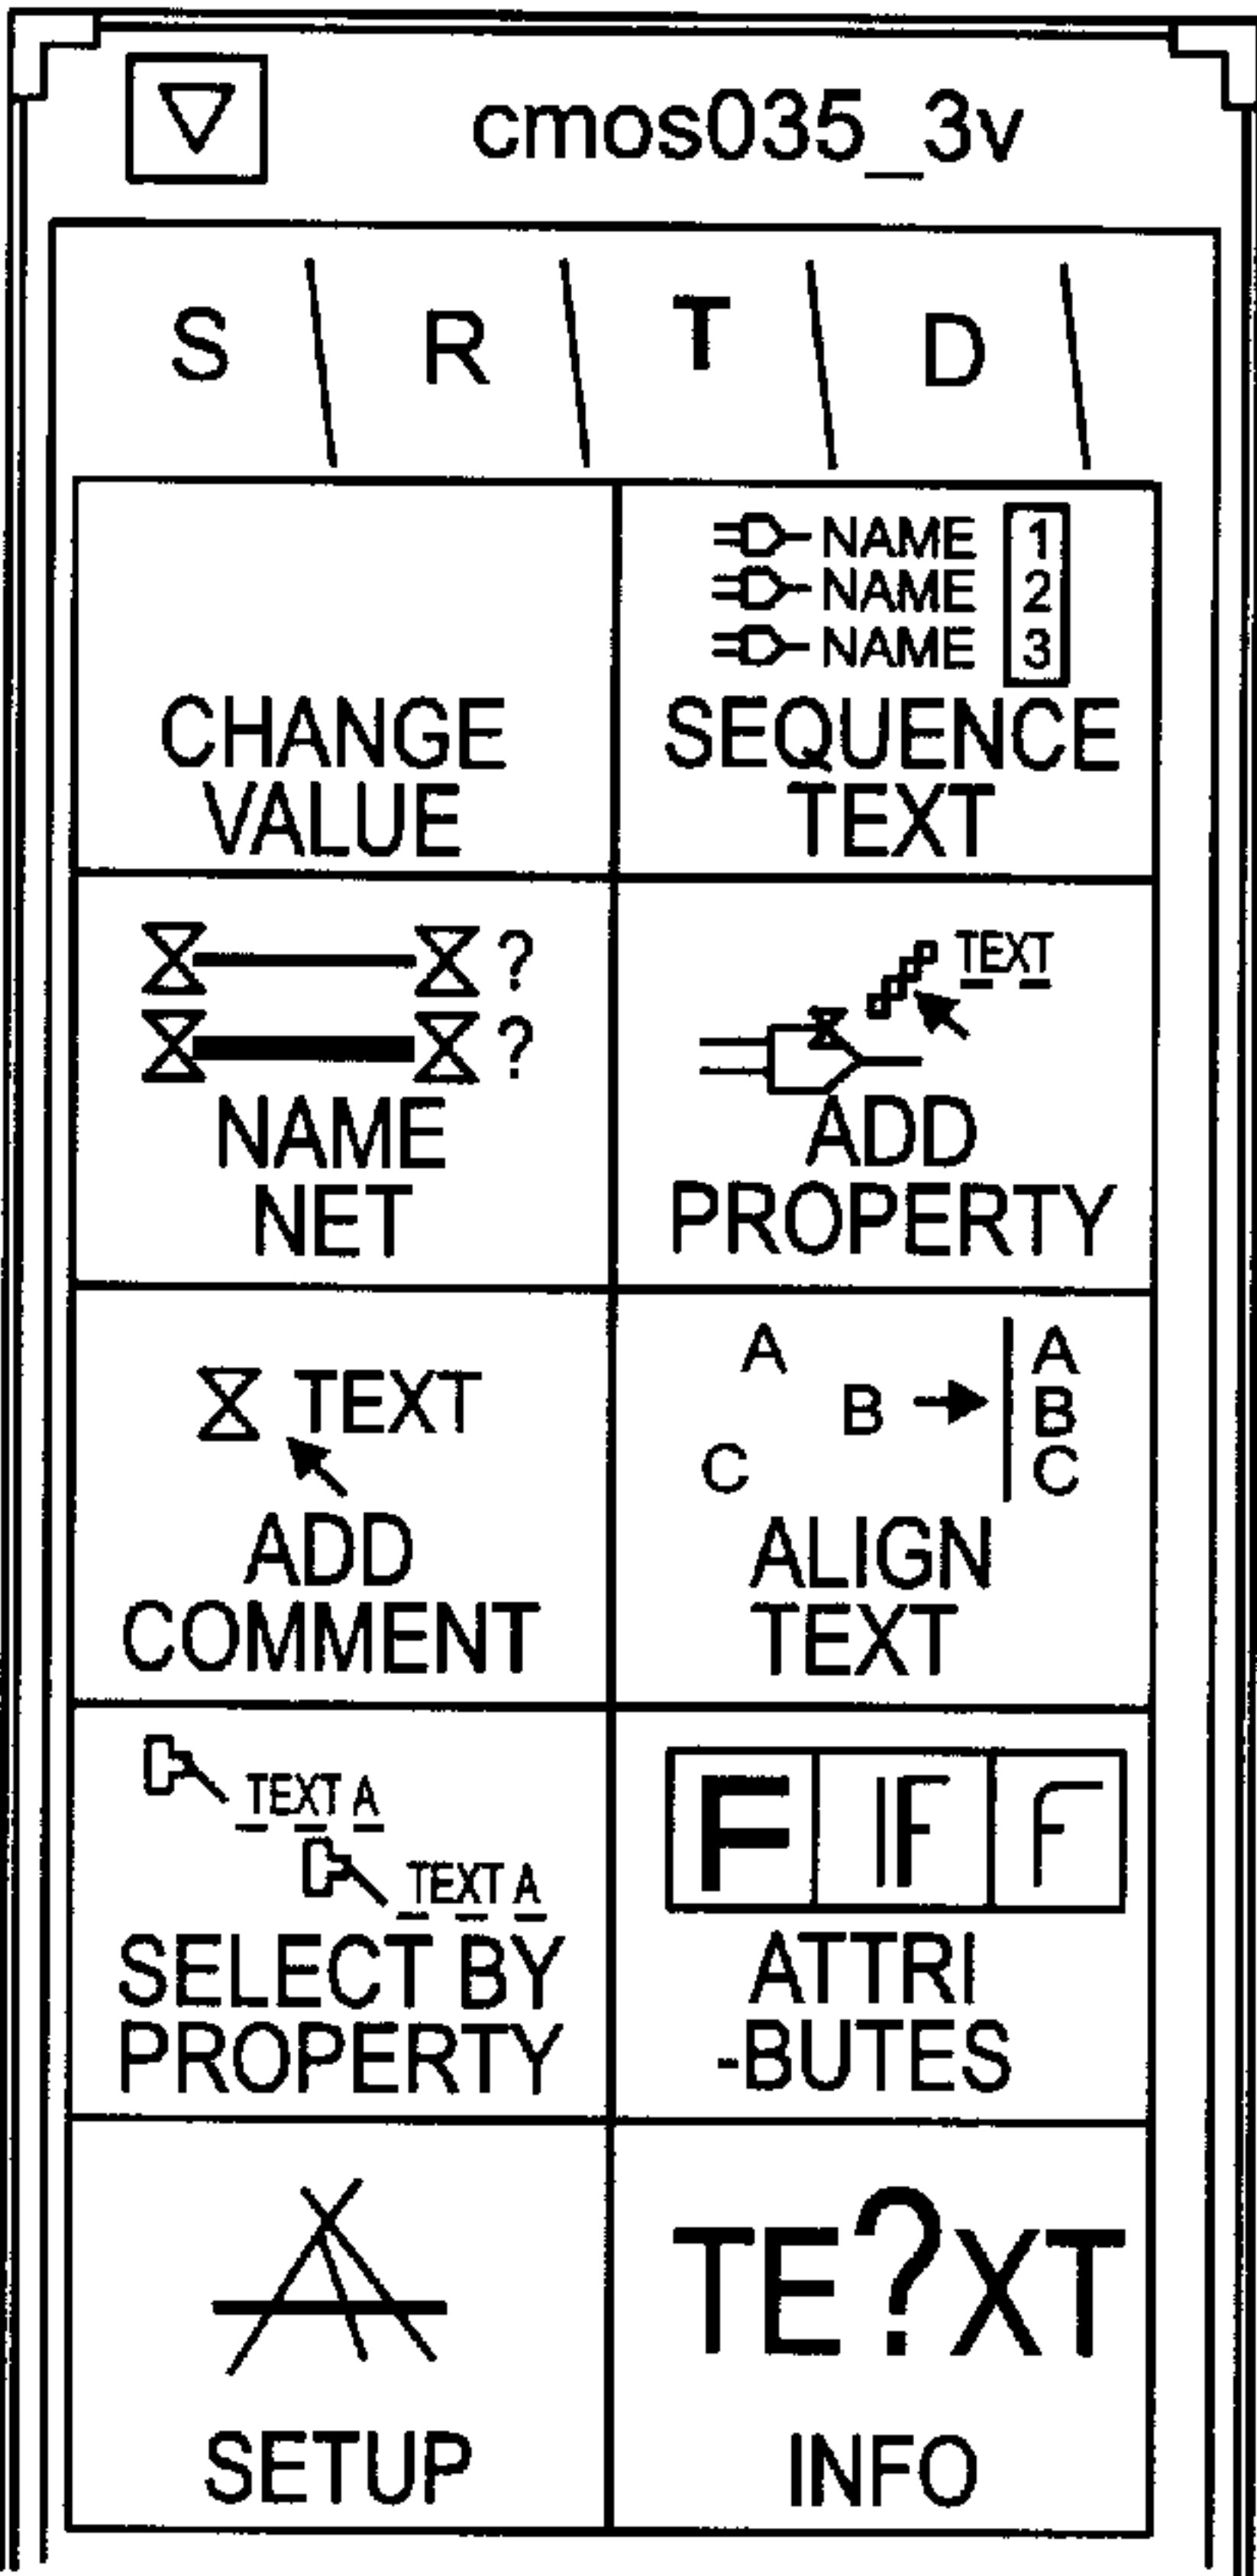 cmos035_3v
S R T D
NAME 1
NAME 2
NAME 3
CHANGE
VALUE
SEQUENCE
TEXT
?
?
NAME
NET
TEXT
ADD
PROPERTY
TEXT
ADD
COMMENT
A
B
C
A
B
C
ALIGN
TEXT
TEXT A
TEXT A
SELECT BY
PROPERTY
F F F
ATTRI
-BUTES
SETUP
TE?XT
INFO